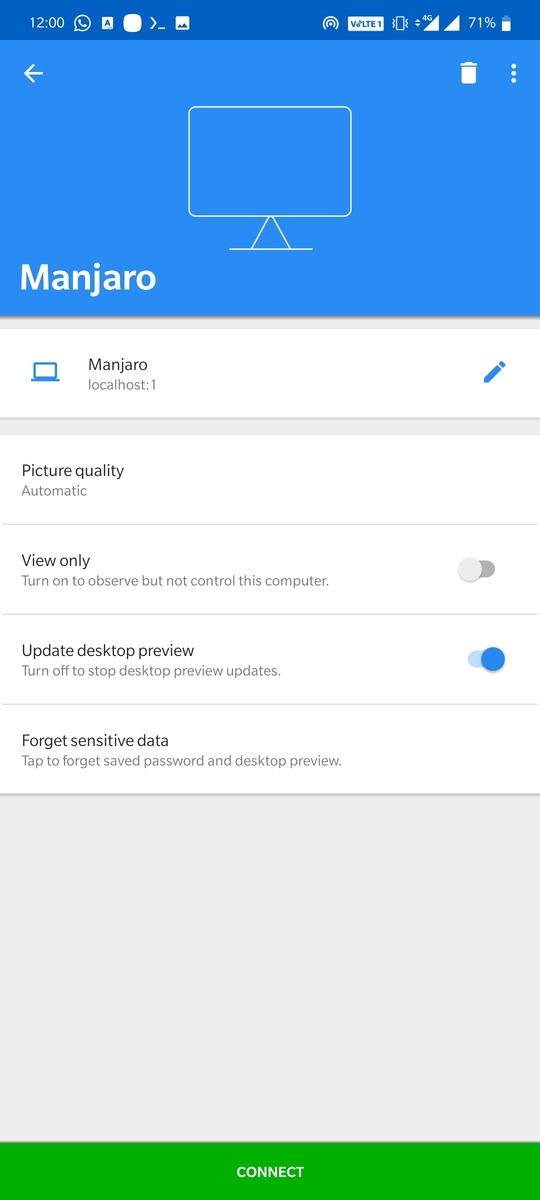 12:00
A
VoLTE 1
4G
71%
Manjaro
Manjaro
localhost:1
Picture quality
Automatic
View only
Turn on to observe but not control this computer.
Update desktop preview
Turn off to stop desktop preview updates.
Forget sensitive data
Tap to forget saved password and desktop preview.
CONNECT